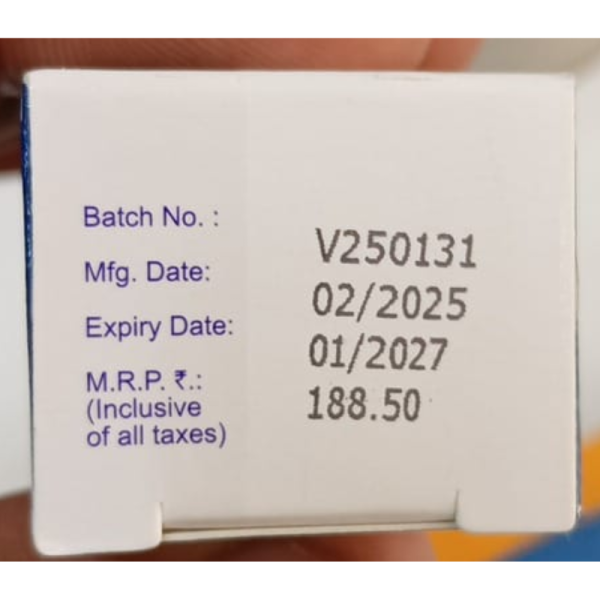 Batch No. : V250131
Mfg. Date: 02/2025
Expiry Date: 01/2027
M.R.P. ₹.: 188.50
(Inclusive
of all taxes)